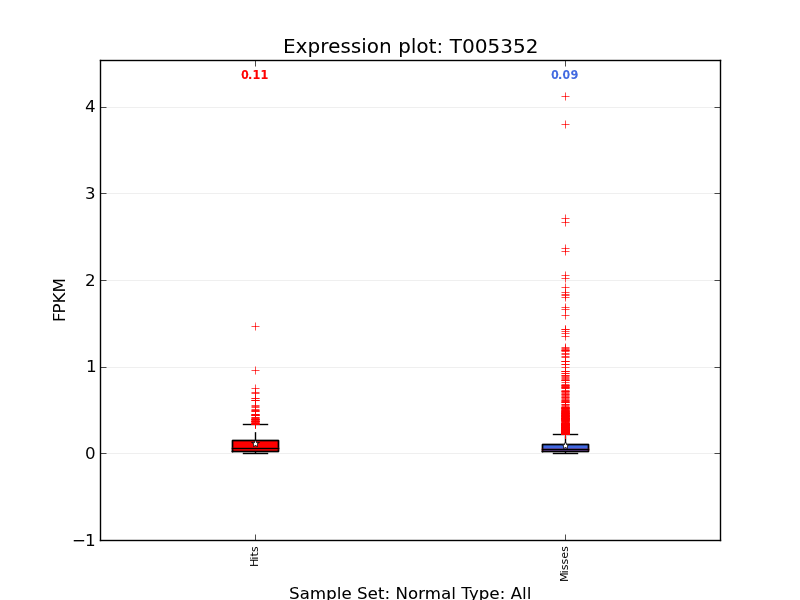 Expression plot: T005352
0.11
0.09
4
3
2
1
0
−1
FPKM
Hits
Misses
Sample Set: Normal Type: All